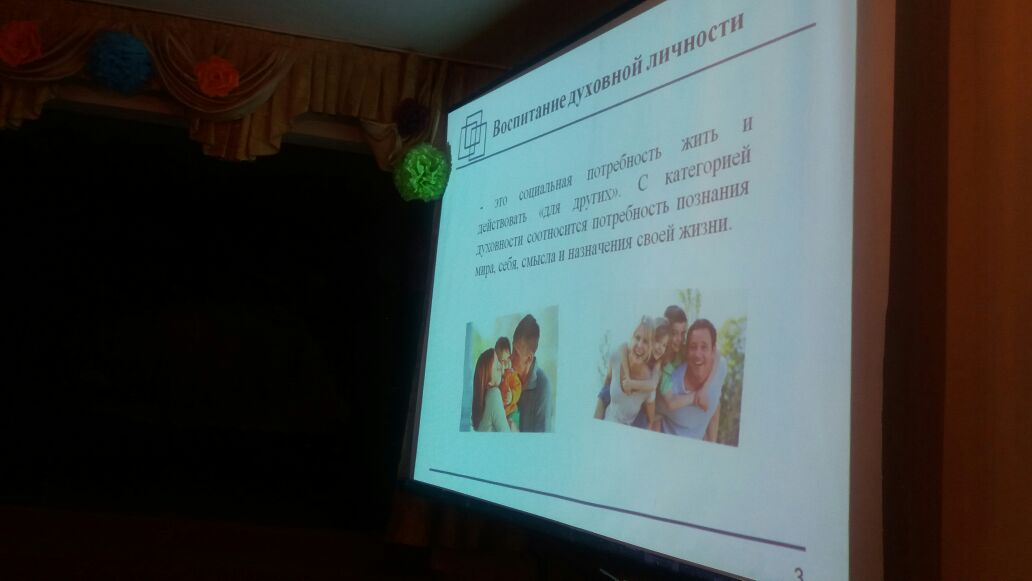 Воспитание духовной личности
- это социальная потребность жить и
действовать «для других». С категорией
духовности соотносится потребность познания
мира, себя, смысла и назначения своей жизни.
3